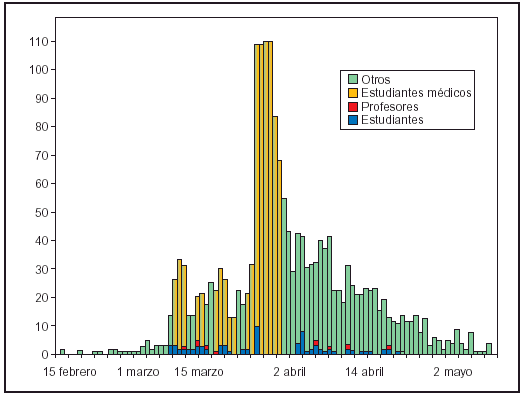 110
100
90
80
70
60
50
40
30
20
10
0
Otros
Estudiantes médicos
Profesores
Estudiantes
15 febrero 1 marzo 15 marzo 2 abril 14 abril 2 mayo